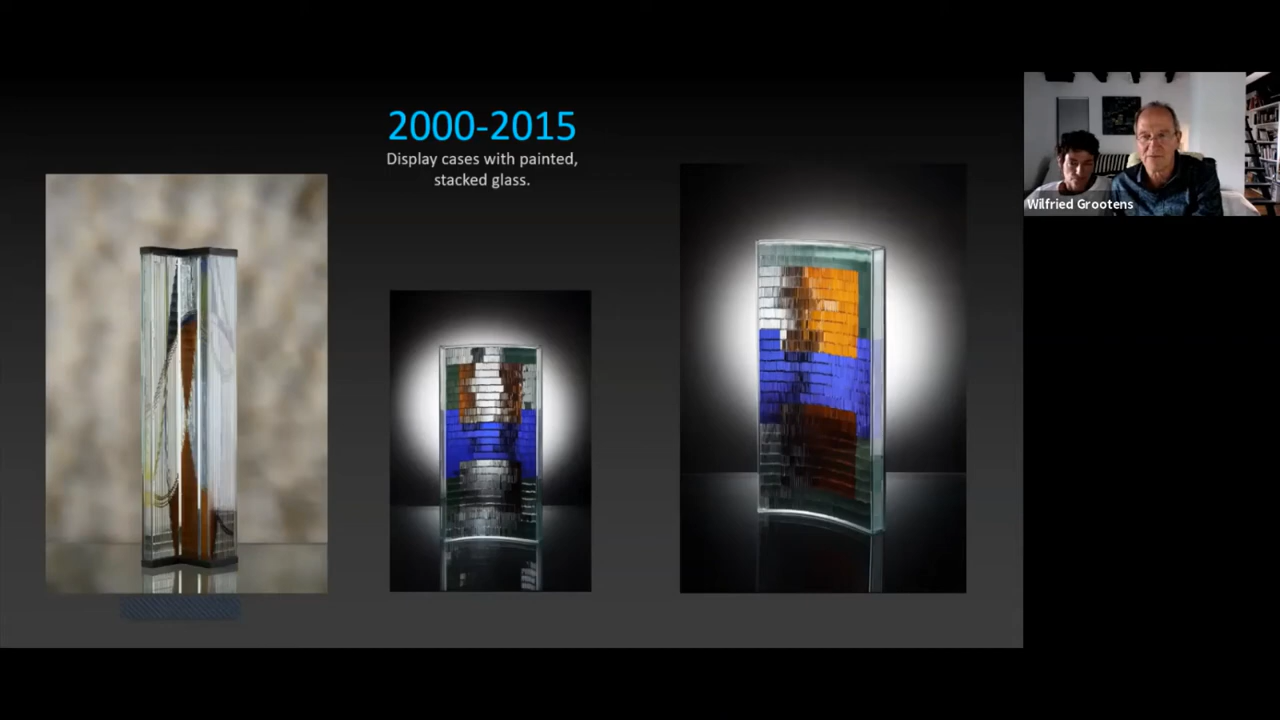 2000-2015
Display cases with painted,
stacked glass.
Wilfried Grootens